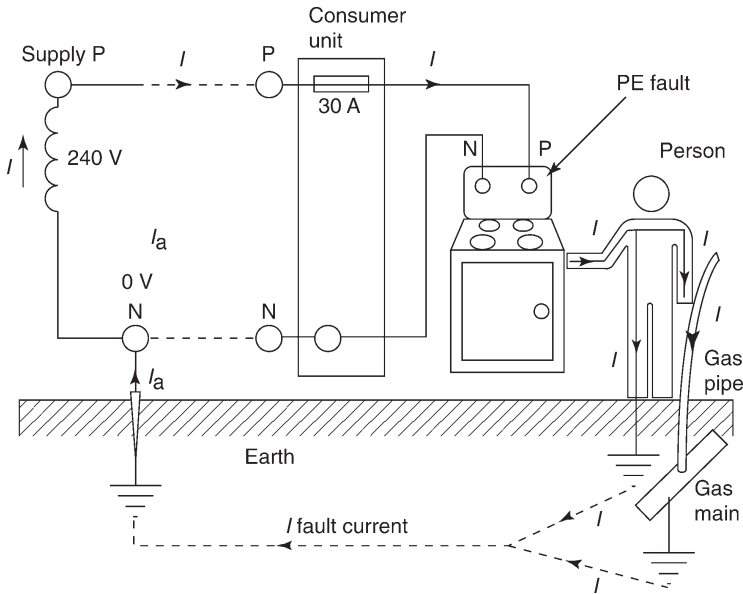 Consumer
unit
Supply P
I
P
I
30 A
PE fault
N
P
Person
240 V
I
Ia
0 V
N
N
I
I
I
I
Ia
Gas
pipe
Earth
Gas
main
I fault current
I
I